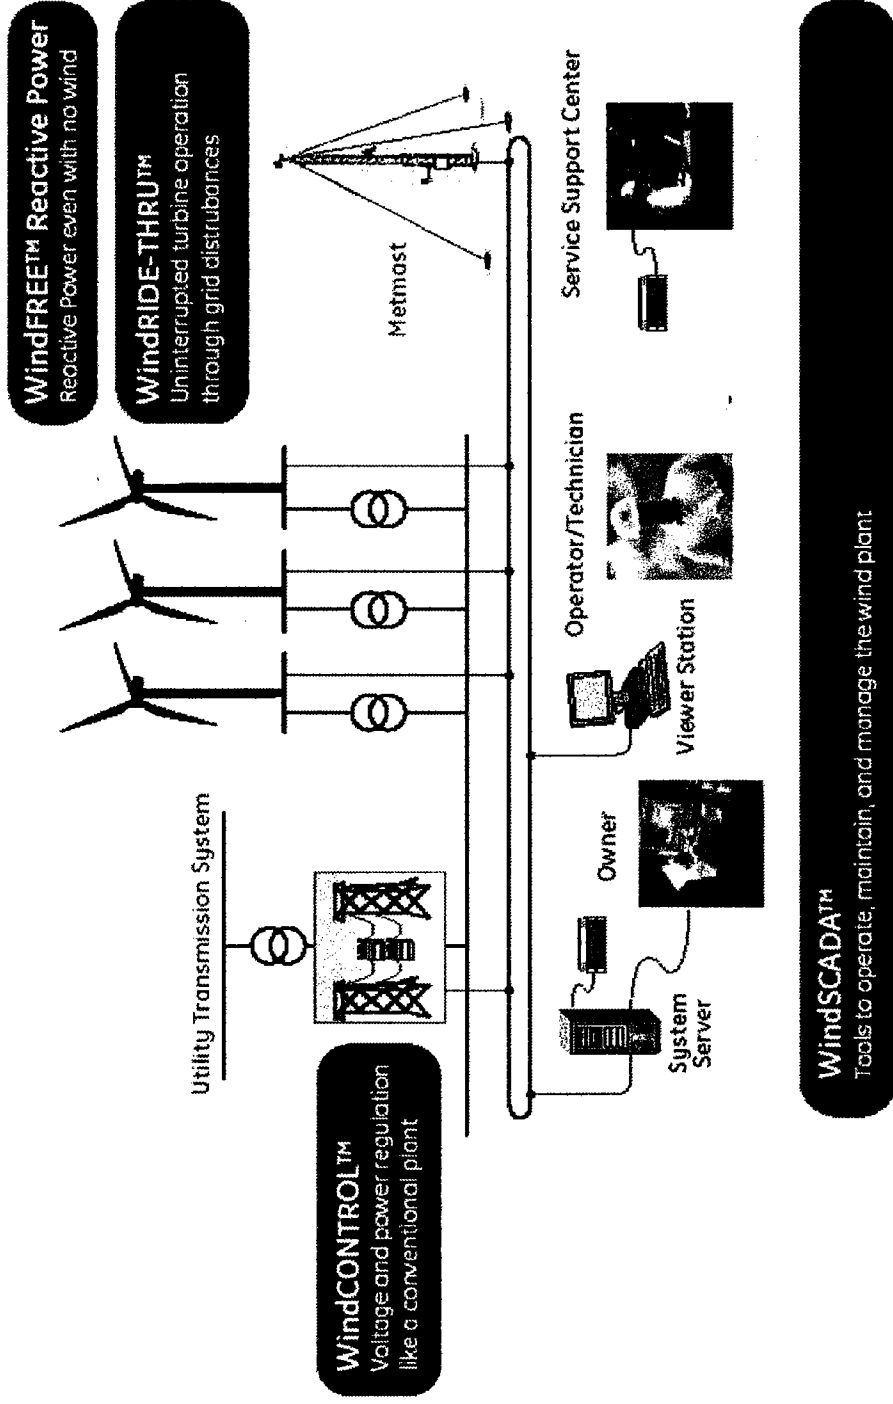 WindFREE™ Reactive Power
Reactive Power even with no wind
WindRIDE-THRU™
Uninterrupted turbine operation
through grid distrubances
Utility Transmission System
Metmast
WindCONTROL™
Voltage and power regulation
like a conventional plant
System
Server
Owner
Viewer Station
Operator/Technician
Service Support Center
WindSCADA™
Tools to operate, maintain, and manage the wind plant